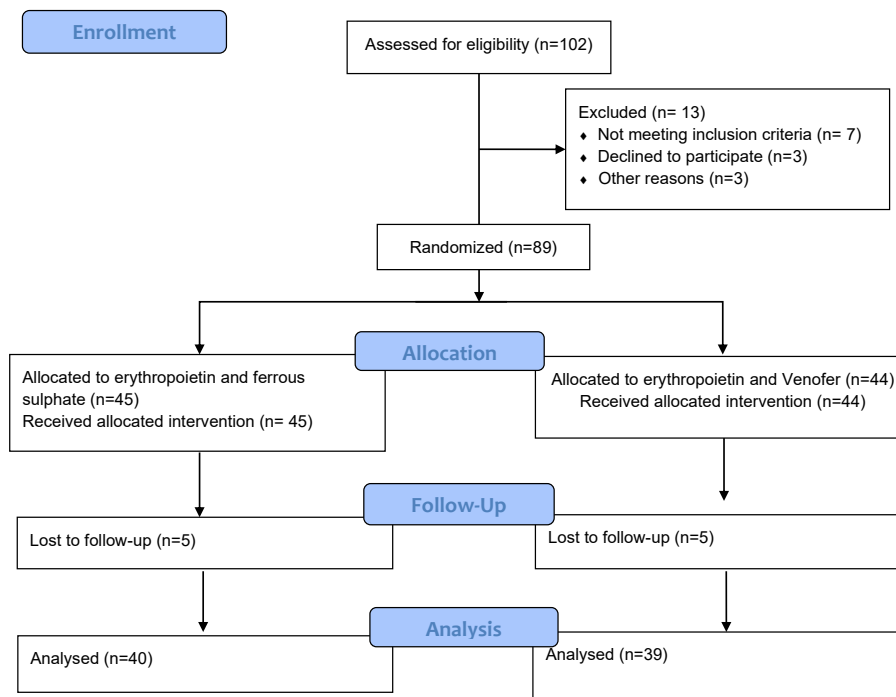 Enrollment
Assessed for eligibility (n=102)
Excluded (n= 13)
♦ Not meeting inclusion criteria (n= 7)
♦ Declined to participate (n=3)
♦ Other reasons (n=3)
Randomized (n=89)
Allocation
Allocated to erythropoietin and ferrous
sulphate (n=45)
Received allocated intervention (n= 45)
Allocated to erythropoietin and Venofer (n=44)
Received allocated intervention (n=44)
Follow-Up
Lost to follow-up (n=5)
Lost to follow-up (n=5)
Analysis
Analysed (n=40)
Analysed (n=39)